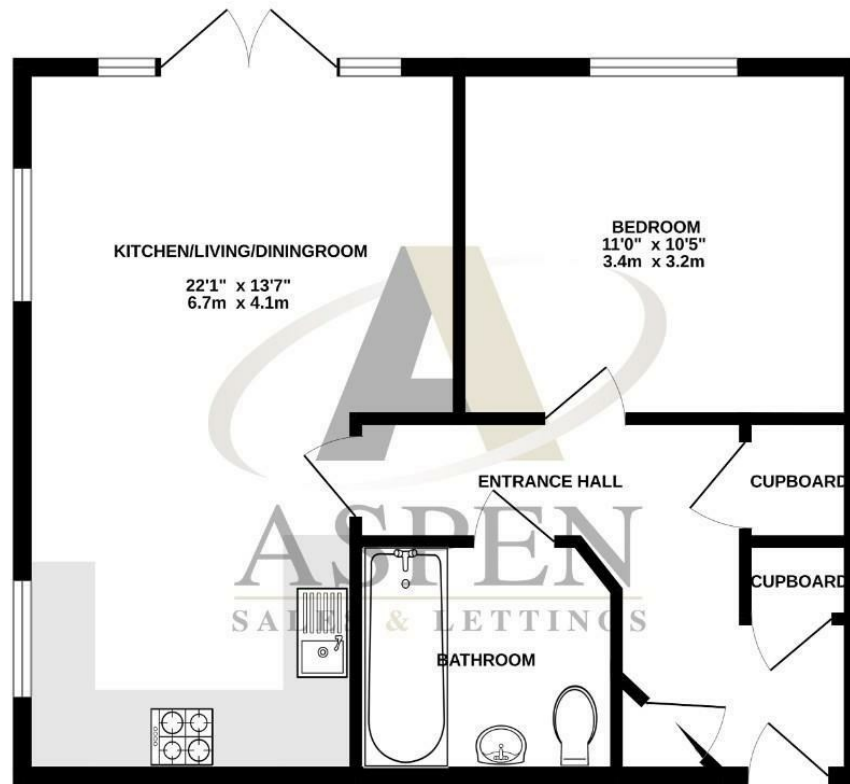 KITCHEN/LIVING/DININGROOM
22'1" x 13'7"
6.7m x 4.1m
BEDROOM
11'0" x 10'5"
3.4m x 3.2m
ENTRANCE HALL
CUPBOARD
CUPBOARD
BATHROOM
A
ASPEN
SALES & LETTINGS